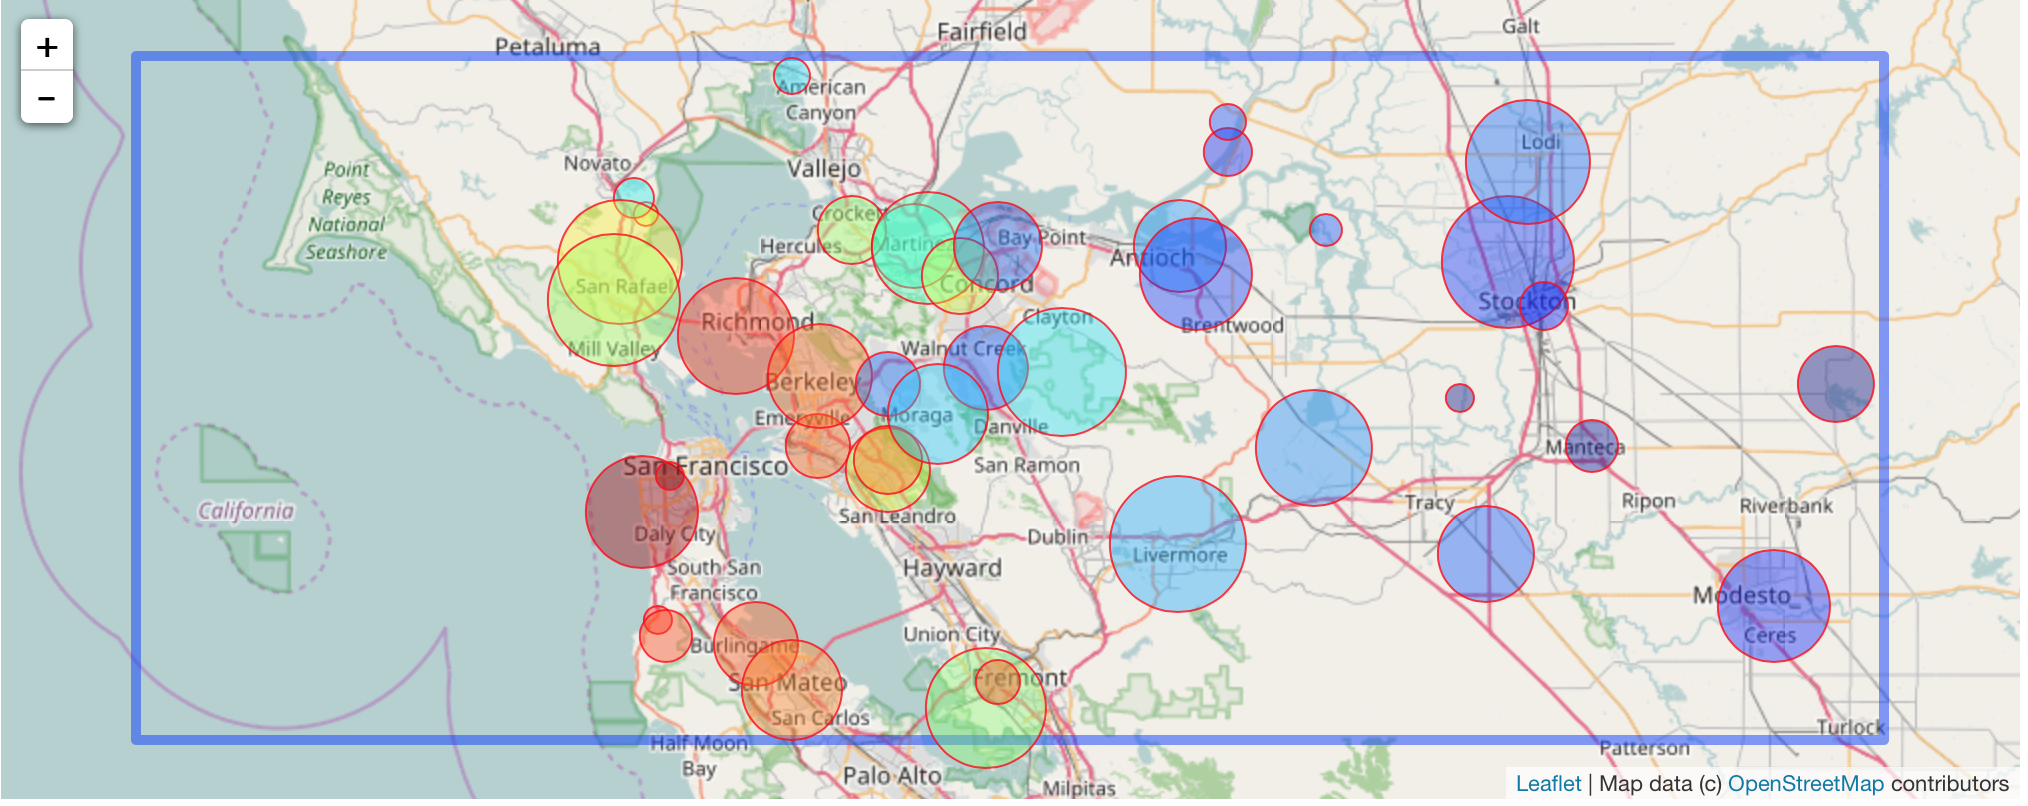 +
−
Petaluma
Fairfield
Galt
American
Canyon
Novato
Vallejo
Lodi
Point
Reyes
National
Seashore
Crockett
Hercules
Martinez
Bay Point
Concord
Antioch
San Rafael
Stockton
Richmond
Clayton
Brentwood
Mill Valley
Walnut Creek
Berkeley
Emeryville
Moraga
Danville
Manteca
San Francisco
San Ramon
California
Tracy
Ripon
Riverbank
San Leandro
Daly City
Dublin
Livermore
South San
Francisco
Hayward
Modesto
Union City
Ceres
Burlingame
San Mateo
Fremont
San Carlos
Turlock
Half Moon
Bay
Patterson
Palo Alto
Milpitas
Leaflet | Map data (c) OpenStreetMap contributors